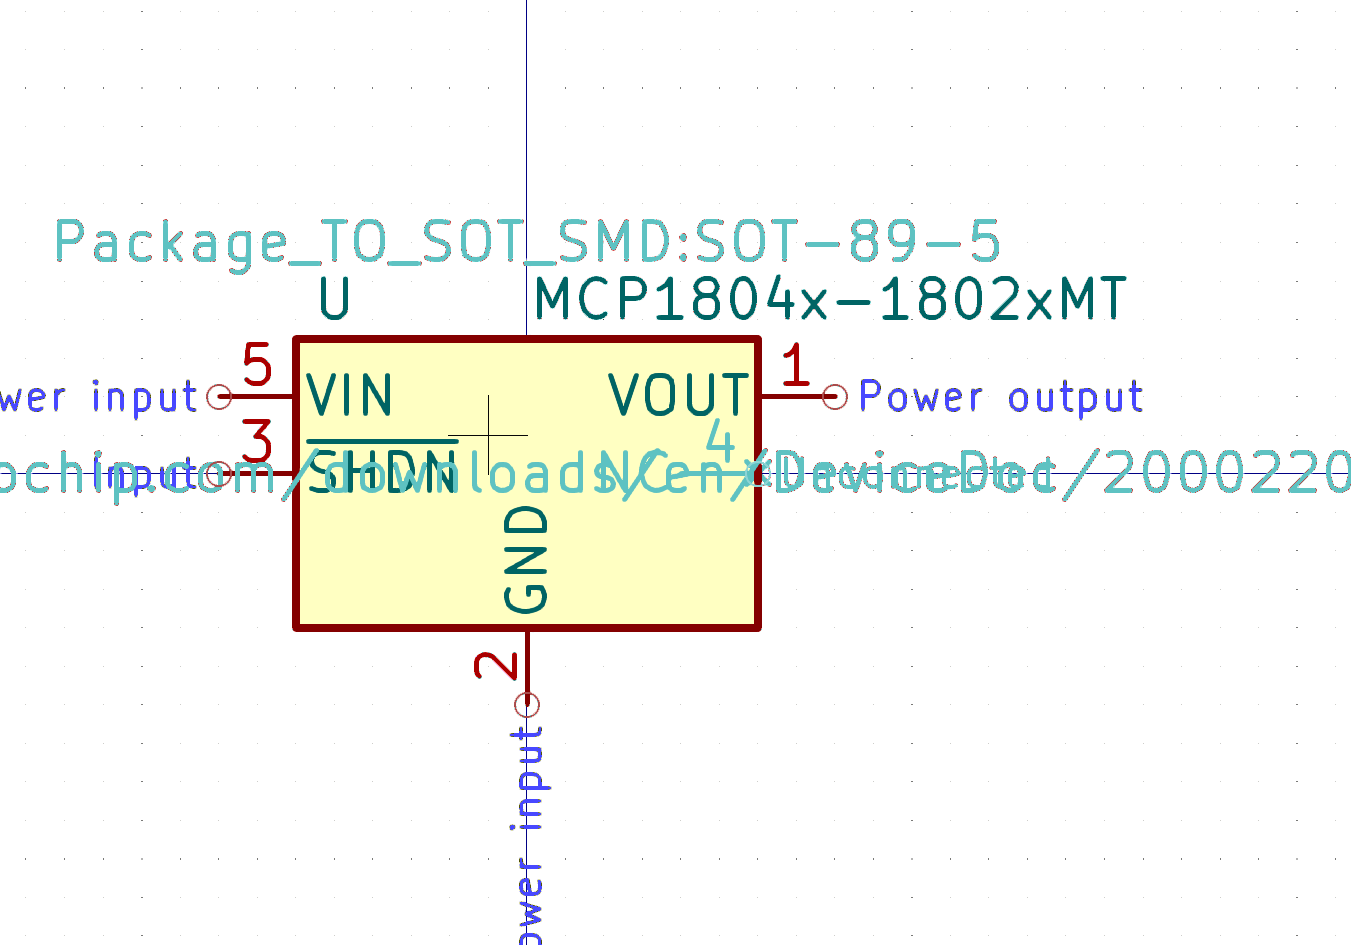 Package_TO_SOT_SMD:SOT-89-5
U MCP1804x-1802xMT
5 1
wer input VIN VOUT Power output
3 4
Input SHDN NC
ochip.com/downloads/en/DeviceDoc/2000220
GND
2
ower input